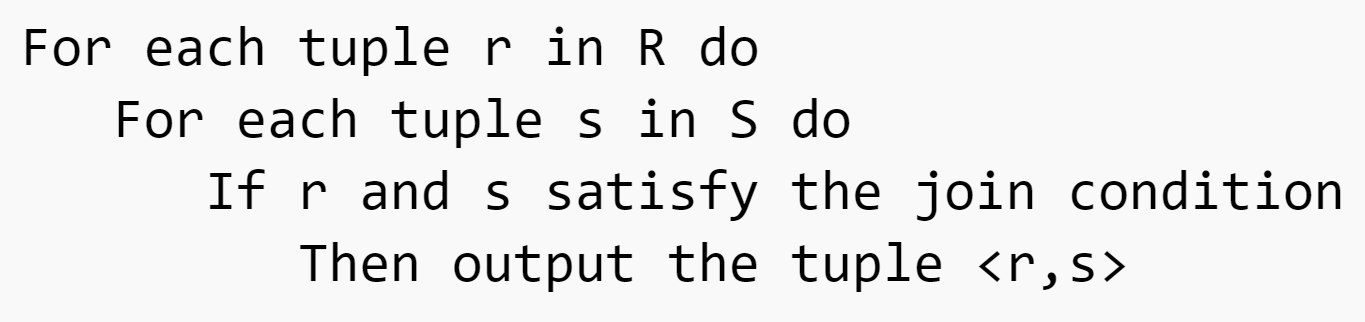 For each tuple r in R do
For each tuple s in S do
If r and s satisfy the join condition
Then output the tuple <r,s>